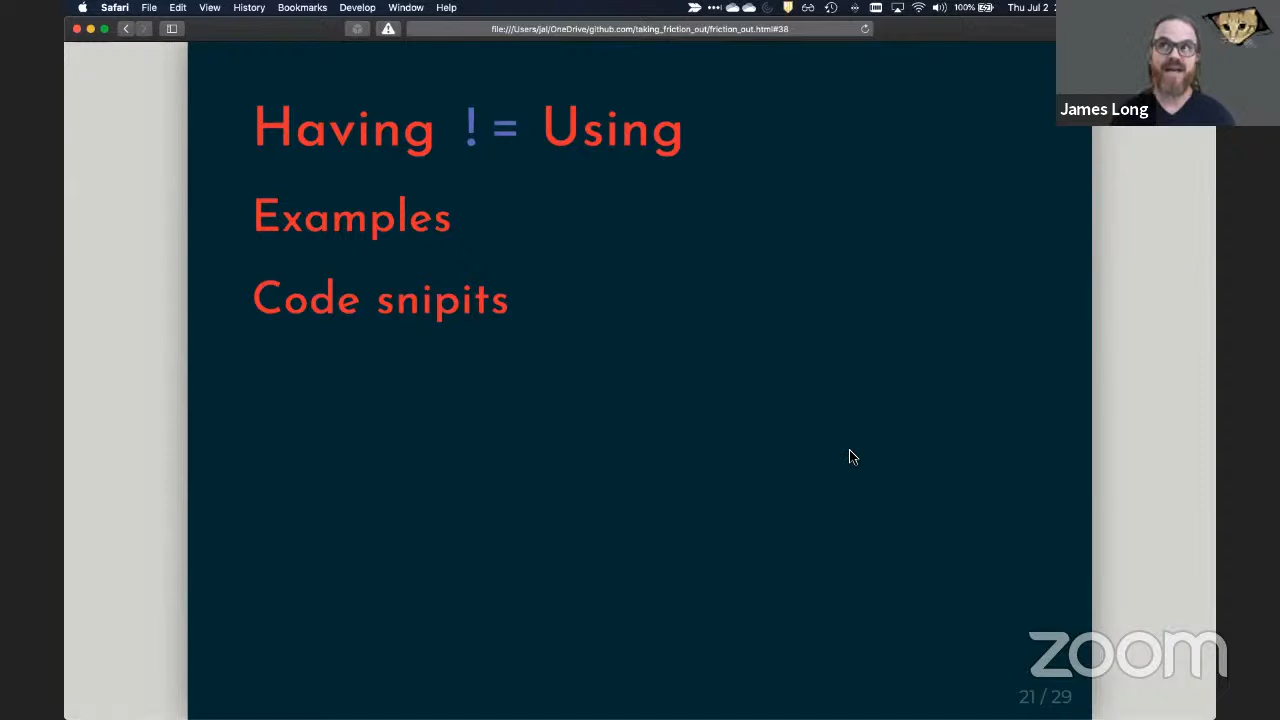 Safari File Edit View History Bookmarks Develop Window Help 100% Thu Jul 2
file:///Users/jal/OneDrive/github.com/taking_friction_out/friction_out.html#38
James Long
Having != Using
Examples
Code snipits
zoom
21 / 29